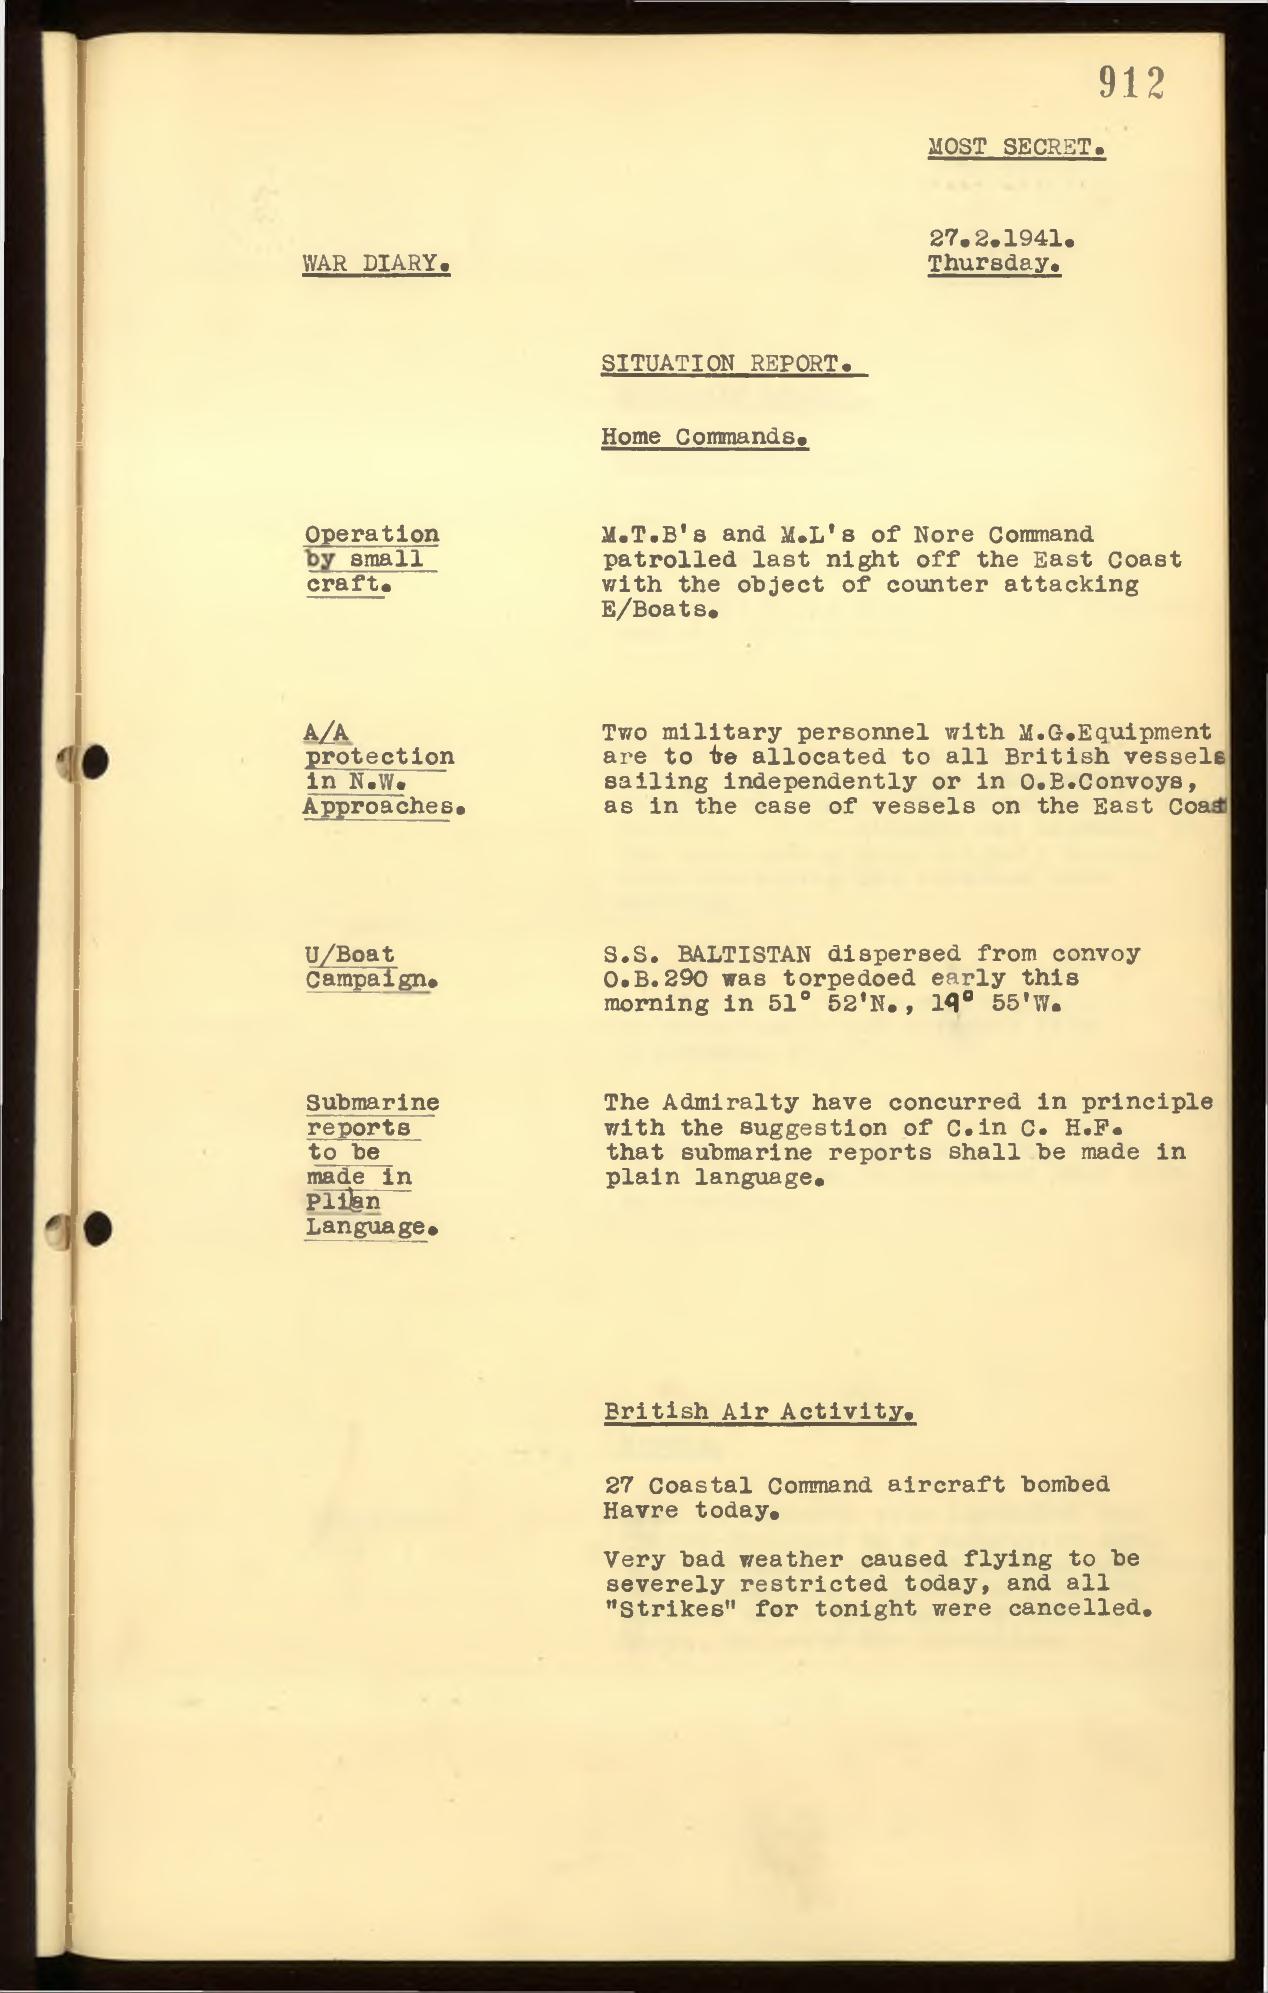 912
MOST SECRET.
27.2.1941.
WAR DIARY.
Thursday.
SITUATION REPORT.
Home Commands.
Operation
by small
craft.
M.T.B's and M.L's of Nore Command
patrolled last night off the East Coast
with the object of counter attacking
E/Boats.
A/A
protection
in N.W.
Approaches.
Two military personnel with M.G.Equipment
are to be allocated to all British vessels
sailing independently or in O.B.Convoys,
as in the case of vessels on the East Coast
U/Boat
Campaign.
S.S. BALTISTAN dispersed from convoy
O.B.290 was torpedoed early this
morning in 51° 52'N., 19° 55'W.
Submarine
reports
to be
made in
Plian
Language.
The Admiralty have concurred in principle
with the suggestion of C.in C. H.F.
that submarine reports shall be made in
plain language.
British Air Activity.
27 Coastal Command aircraft bombed
Havre today.
Very bad weather caused flying to be
severely restricted today, and all
"Strikes" for tonight were cancelled.